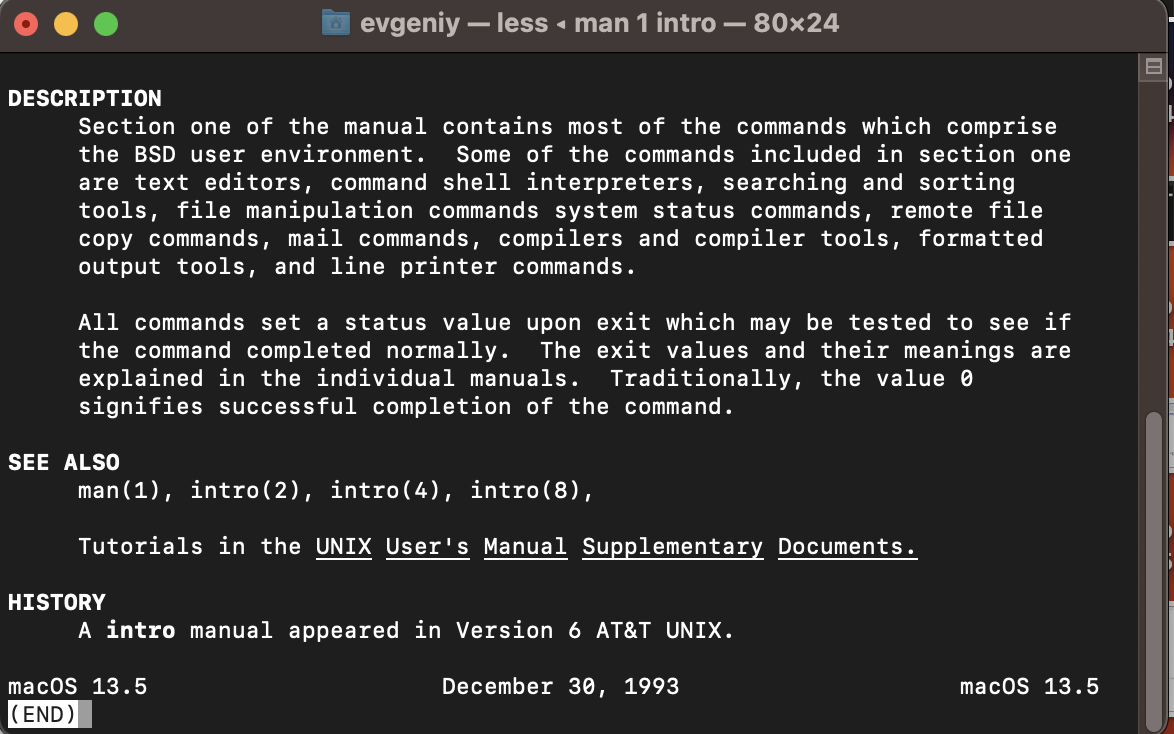 evgeniy — less ◂ man 1 intro — 80×24
DESCRIPTION
Section one of the manual contains most of the commands which comprise
the BSD user environment.  Some of the commands included in section one
are text editors, command shell interpreters, searching and sorting
tools, file manipulation commands system status commands, remote file
copy commands, mail commands, compilers and compiler tools, formatted
output tools, and line printer commands.
All commands set a status value upon exit which may be tested to see if
the command completed normally.  The exit values and their meanings are
explained in the individual manuals.  Traditionally, the value 0
signifies successful completion of the command.
SEE ALSO
man(1), intro(2), intro(4), intro(8),
Tutorials in the UNIX User's Manual Supplementary Documents.
HISTORY
A intro manual appeared in Version 6 AT&T UNIX.
macOS 13.5 December 30, 1993 macOS 13.5
(END)